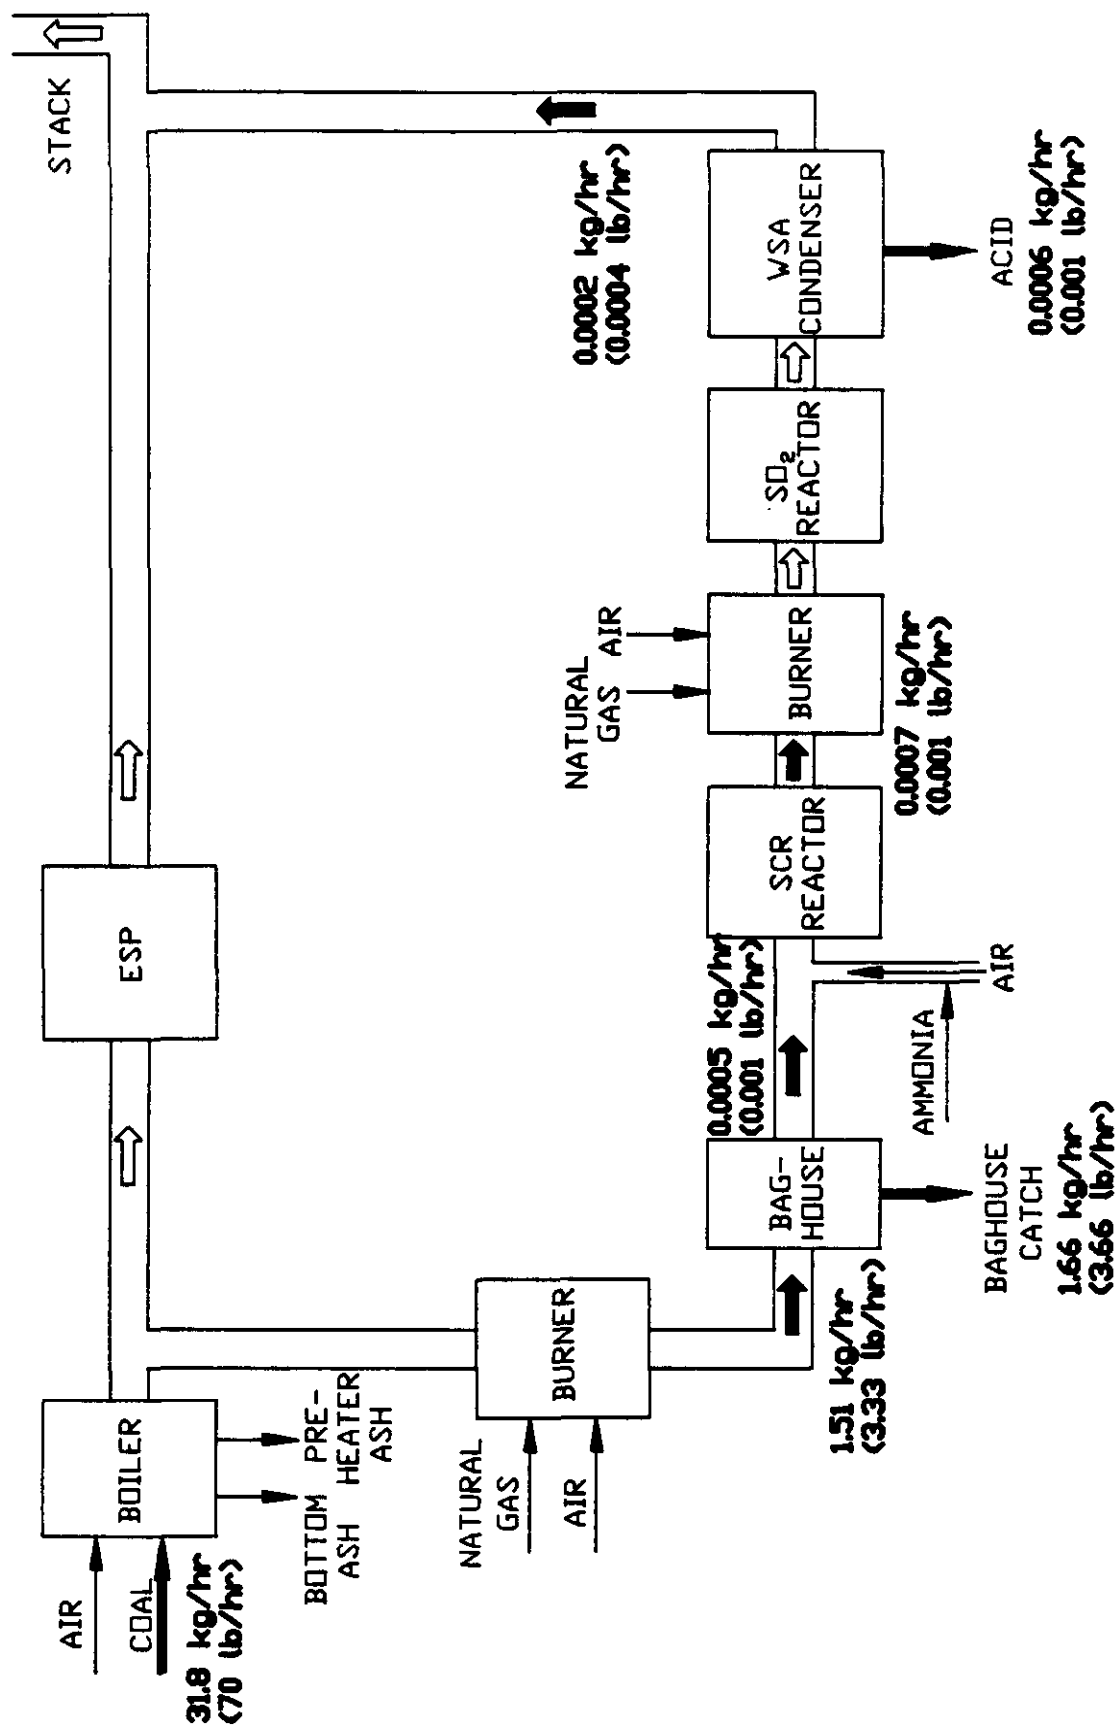 STACK
AIR
COAL
31.8 kg/hr
(70 lb/hr)
BOILER
BOTTOM
ASH
PRE-
HEATER
ASH
ESP
NATURAL
GAS
AIR
BURNER
1.51 kg/hr
(3.33 lb/hr)
BAG-
HOUSE
BAGHOUSE
CATCH
1.66 kg/hr
(3.66 lb/hr)
0.0005 kg/hr
(0.001 lb/hr)
AMMONIA
AIR
SCR
REACTOR
0.0007 kg/hr
(0.001 lb/hr)
NATURAL
GAS
AIR
BURNER
SO₂
REACTOR
WSA
CONDENSER
0.0002 kg/hr
(0.0004 lb/hr)
ACID
0.0006 kg/hr
(0.001 lb/hr)